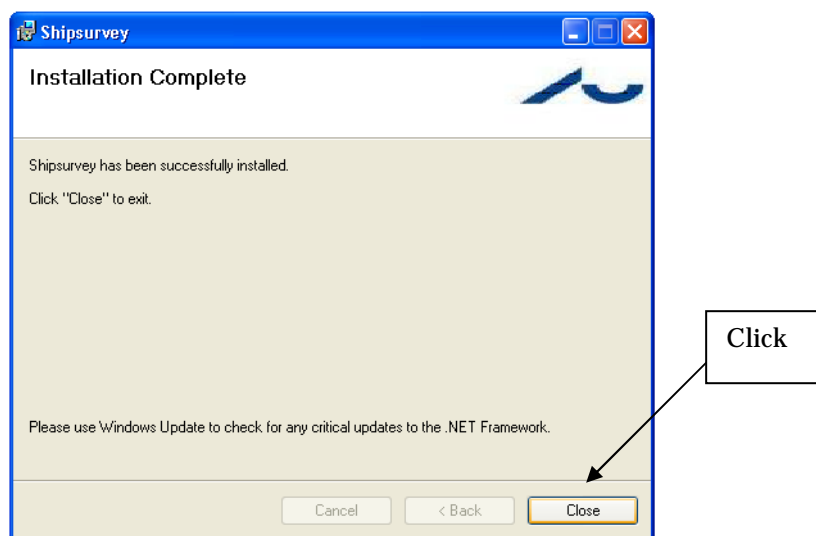 Shipsurvey
Installation Complete
Shipsurvey has been successfully installed.
Click "Close" to exit.
Click
Please use Windows Update to check for any critical updates to the .NET Framework.
Cancel
< Back
Close